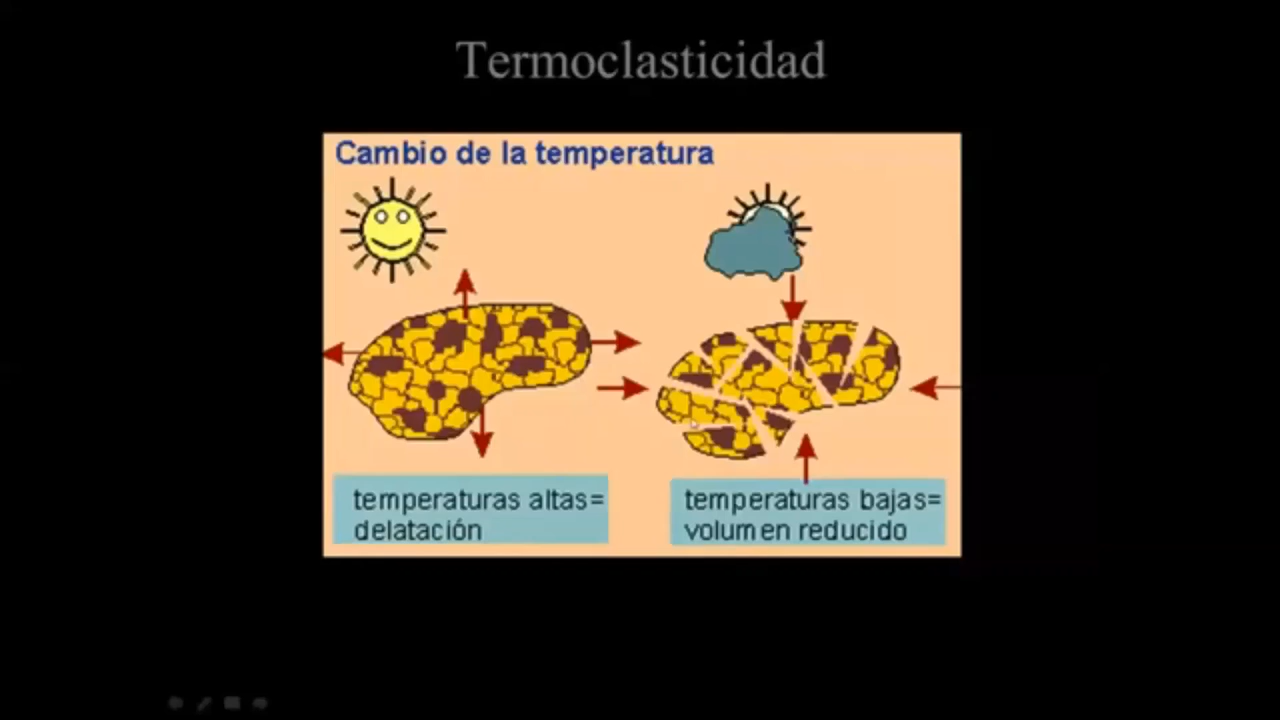 Termoclasticidad
Cambio de la temperatura
temperaturas altas=
delatación
temperaturas bajas=
volumen reducido